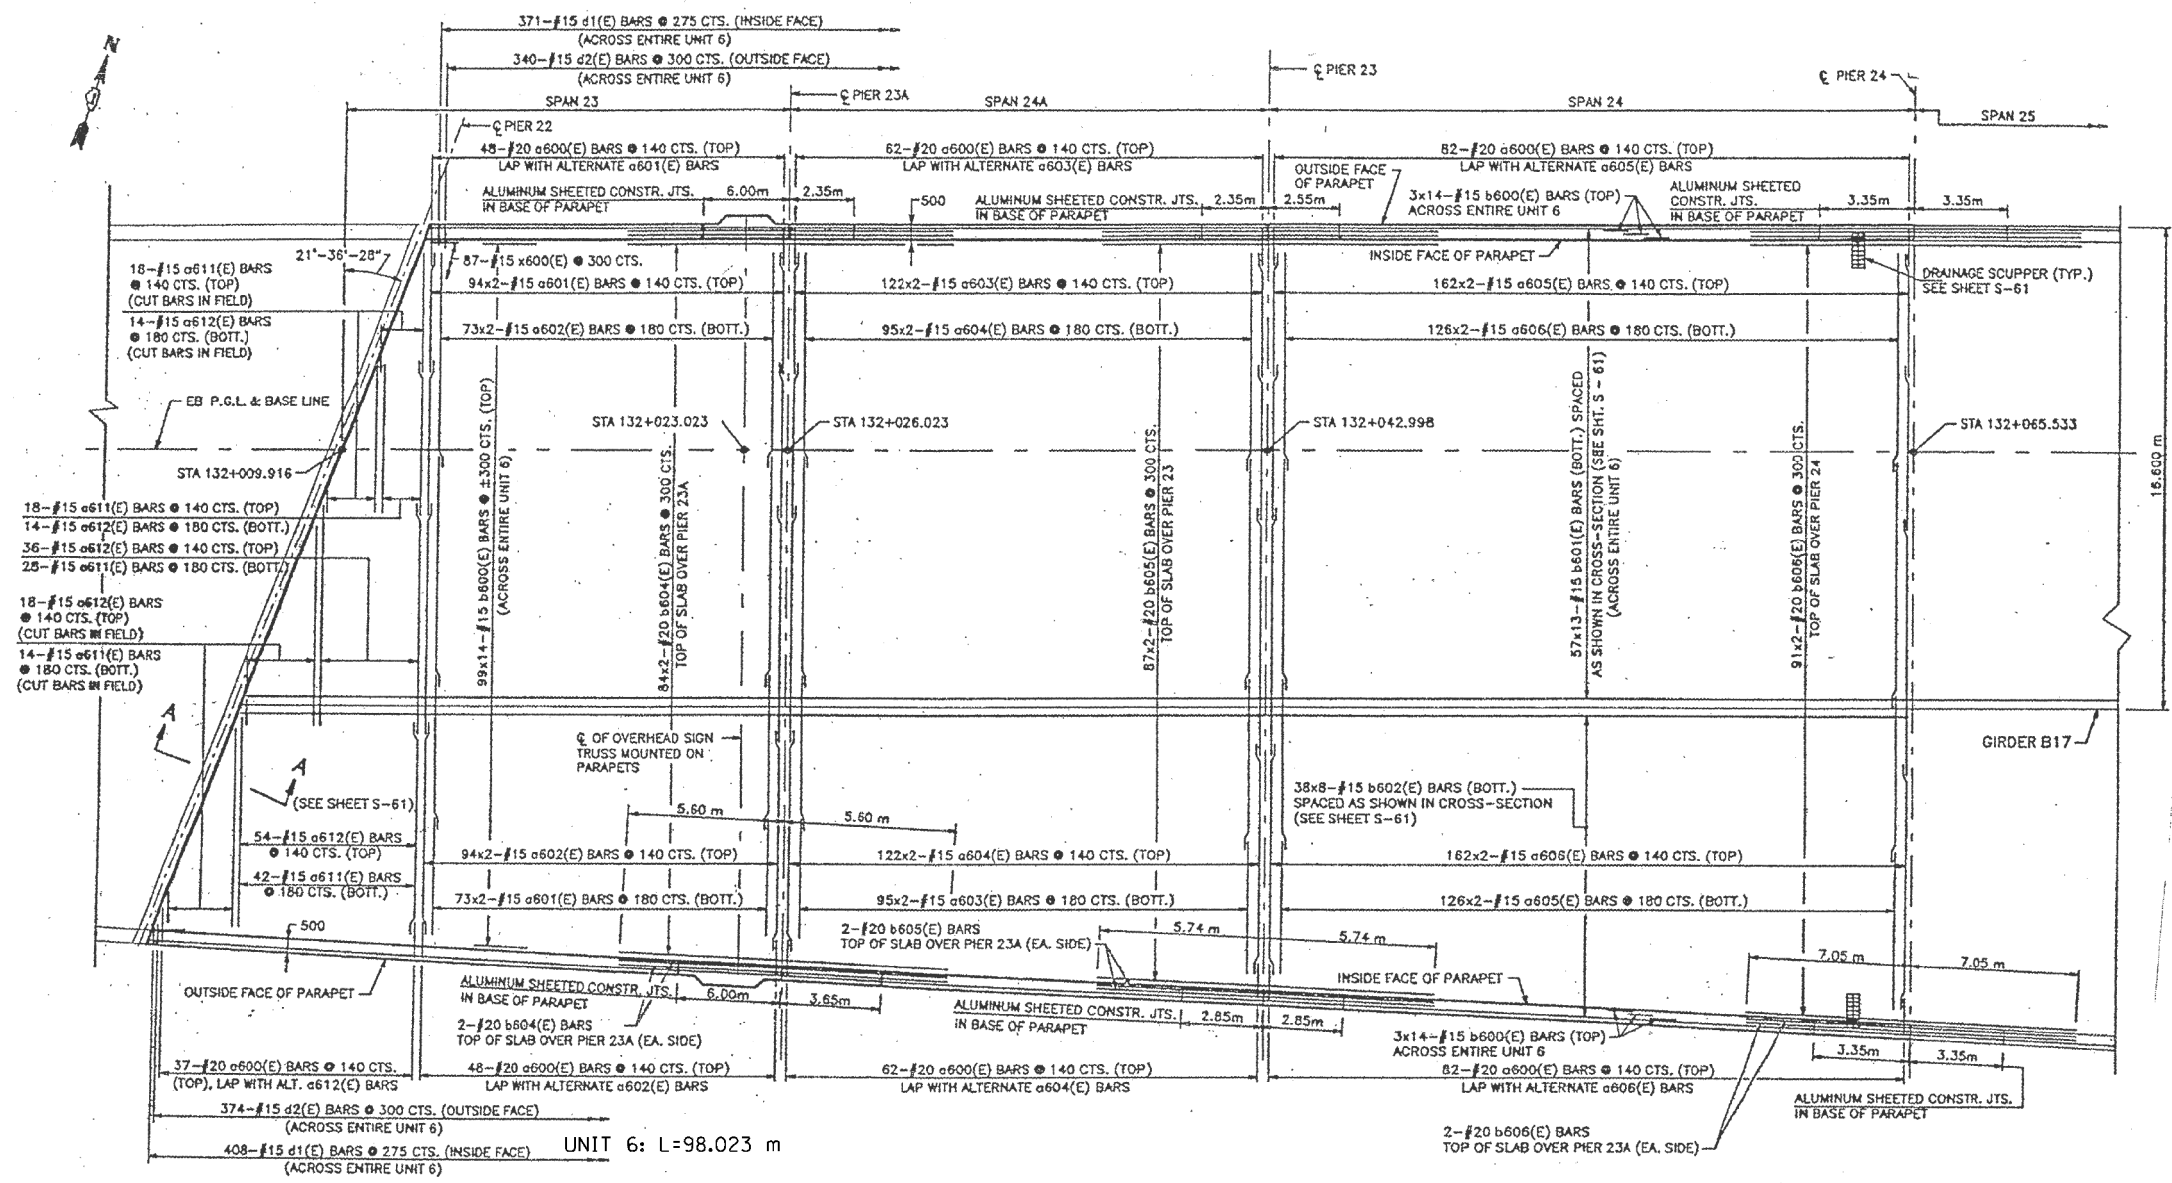 371-#15 d1(E) BARS @ 275 CTS. (INSIDE FACE)
(ACROSS ENTIRE UNIT 6)
340-#15 d2(E) BARS @ 300 CTS. (OUTSIDE FACE)
(ACROSS ENTIRE UNIT 6)
N
℄ PIER 23
℄ PIER 24
SPAN 23
℄ PIER 23A
SPAN 24A
SPAN 24
SPAN 25
℄ PIER 22
48-#20 a600(E) BARS @ 140 CTS. (TOP)
LAP WITH ALTERNATE a601(E) BARS
62-#20 a600(E) BARS @ 140 CTS. (TOP)
LAP WITH ALTERNATE a603(E) BARS
82-#20 a600(E) BARS @ 140 CTS. (TOP)
LAP WITH ALTERNATE a605(E) BARS
ALUMINUM SHEETED CONSTR. JTS.
IN BASE OF PARAPET
6.00m
2.35m
500
ALUMINUM SHEETED CONSTR. JTS.
IN BASE OF PARAPET
2.35m
2.55m
OUTSIDE FACE
OF PARAPET
3x14-#15 b600(E) BARS (TOP)
ACROSS ENTIRE UNIT 6
ALUMINUM SHEETED
CONSTR. JTS.
IN BASE OF PARAPET
3.35m
3.35m
21°-36'-28"
87-#15 x600(E) @ 300 CTS.
INSIDE FACE OF PARAPET
DRAINAGE SCUPPER (TYP.)
SEE SHEET S-61
18-#15 a611(E) BARS
@ 140 CTS. (TOP)
(CUT BARS IN FIELD)
14-#15 a612(E) BARS
@ 180 CTS. (BOTT.)
(CUT BARS IN FIELD)
94x2-#15 a601(E) BARS @ 140 CTS. (TOP)
122x2-#15 a603(E) BARS @ 140 CTS. (TOP)
162x2-#15 a605(E) BARS @ 140 CTS. (TOP)
73x2-#15 a602(E) BARS @ 180 CTS. (BOTT.)
95x2-#15 a604(E) BARS @ 180 CTS. (BOTT.)
126x2-#15 a606(E) BARS @ 180 CTS. (BOTT.)
EB P.G.L. & BASE LINE
STA 132+009.916
STA 132+023.023
STA 132+026.023
STA 132+042.998
STA 132+065.533
99x14-#15 b600(E) BARS @ ±300 CTS. (TOP)
(ACROSS ENTIRE UNIT 6)
84x2-#20 b604(E) BARS @ 300 CTS.
TOP OF SLAB OVER PIER 23A
87x2-#20 b605(E) BARS @ 300 CTS.
TOP OF SLAB OVER PIER 23
57x13-#15 b601(E) BARS (BOTT.) SPACED
AS SHOWN IN CROSS-SECTION (SEE SHT. S - 61)
(ACROSS ENTIRE UNIT 6)
91x2-#20 b606(E) BARS @ 300 CTS.
TOP OF SLAB OVER PIER 24
16.600 m
18-#15 a611(E) BARS @ 140 CTS. (TOP)
14-#15 a612(E) BARS @ 180 CTS. (BOTT.)
36-#15 a612(E) BARS @ 140 CTS. (TOP)
28-#15 a611(E) BARS @ 180 CTS. (BOTT.)
18-#15 a612(E) BARS
@ 140 CTS. (TOP)
(CUT BARS IN FIELD)
14-#15 a611(E) BARS
@ 180 CTS. (BOTT.)
(CUT BARS IN FIELD)
A
A
(SEE SHEET S-61)
℄ OF OVERHEAD SIGN
TRUSS MOUNTED ON
PARAPETS
GIRDER B17
5.60 m
5.60 m
38x8-#15 b602(E) BARS (BOTT.)
SPACED AS SHOWN IN CROSS-SECTION
(SEE SHEET S-61)
54-#15 a612(E) BARS
@ 140 CTS. (TOP)
42-#15 a611(E) BARS
@ 180 CTS. (BOTT.)
94x2-#15 a602(E) BARS @ 140 CTS. (TOP)
122x2-#15 a604(E) BARS @ 140 CTS. (TOP)
162x2-#15 a606(E) BARS @ 140 CTS. (TOP)
73x2-#15 a601(E) BARS @ 180 CTS. (BOTT.)
95x2-#15 a603(E) BARS @ 180 CTS. (BOTT.)
126x2-#15 a605(E) BARS @ 180 CTS. (BOTT.)
500
2-#20 b605(E) BARS
TOP OF SLAB OVER PIER 23A (EA. SIDE)
5.74 m
5.74 m
7.05 m
7.05 m
OUTSIDE FACE OF PARAPET
ALUMINUM SHEETED CONSTR. JTS.
IN BASE OF PARAPET
6.00m
3.65m
INSIDE FACE OF PARAPET
2-#20 b604(E) BARS
TOP OF SLAB OVER PIER 23A (EA. SIDE)
ALUMINUM SHEETED CONSTR. JTS.
IN BASE OF PARAPET
2.85m
2.85m
3x14-#15 b600(E) BARS (TOP)
ACROSS ENTIRE UNIT 6
3.35m
3.35m
37-#20 a600(E) BARS @ 140 CTS.
(TOP), LAP WITH ALT. a612(E) BARS
48-#20 a600(E) BARS @ 140 CTS. (TOP)
LAP WITH ALTERNATE a602(E) BARS
62-#20 a600(E) BARS @ 140 CTS. (TOP)
LAP WITH ALTERNATE a604(E) BARS
82-#20 a600(E) BARS @ 140 CTS. (TOP)
LAP WITH ALTERNATE a606(E) BARS
ALUMINUM SHEETED CONSTR. JTS.
IN BASE OF PARAPET
374-#15 d2(E) BARS @ 300 CTS. (OUTSIDE FACE)
(ACROSS ENTIRE UNIT 6)
408-#15 d1(E) BARS @ 275 CTS. (INSIDE FACE)
(ACROSS ENTIRE UNIT 6)
UNIT 6: L=98.023 m
2-#20 b606(E) BARS
TOP OF SLAB OVER PIER 23A (EA. SIDE)